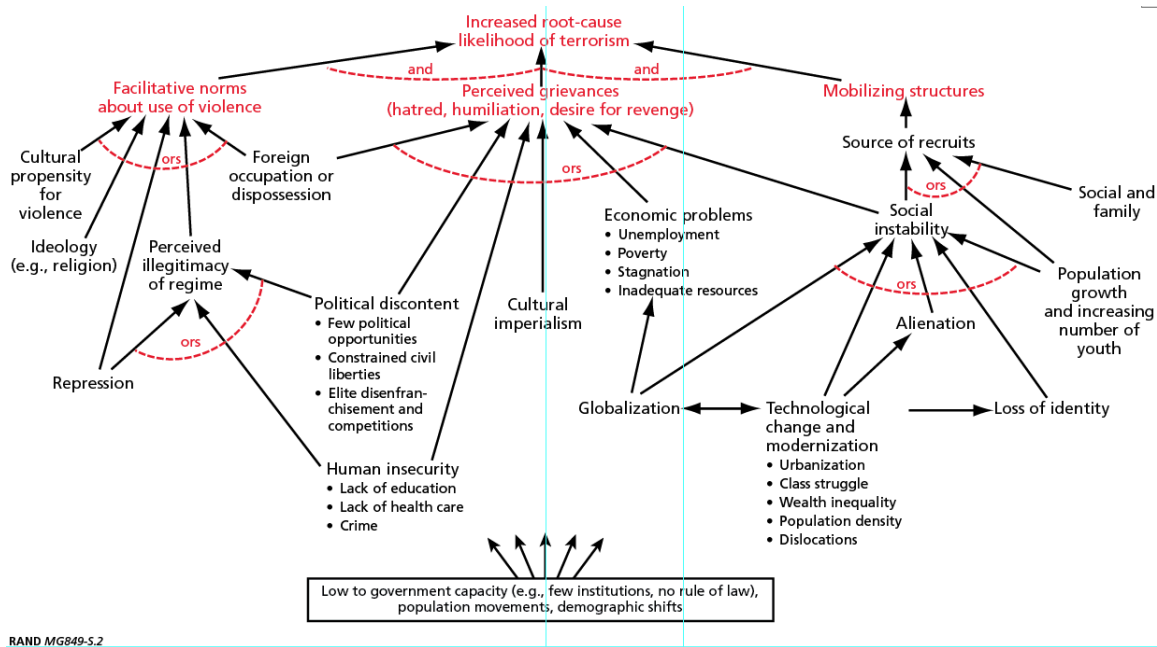 Increased root-cause
likelihood of terrorism
and
and
Facilitative norms
about use of violence
Perceived grievances
(hatred, humiliation, desire for revenge)
Mobilizing structures
Source of recruits
Cultural
propensity
for
violence
ors
Foreign
occupation or
dispossession
ors
ors
Social and
family
Economic problems
• Unemployment
• Poverty
• Stagnation
• Inadequate resources
Social
instability
Ideology
(e.g., religion)
Perceived
illegitimacy
of regime
Political discontent
• Few political
opportunities
• Constrained civil
liberties
• Elite disenfran-
chisement and
competitions
Cultural
imperialism
ors
Population
growth
and increasing
number of
youth
Alienation
ors
Repression
Globalization
Technological
change and
modernization
• Urbanization
• Class struggle
• Wealth inequality
• Population density
• Dislocations
Loss of identity
Human insecurity
• Lack of education
• Lack of health care
• Crime
Low to government capacity (e.g., few institutions, no rule of law),
population movements, demographic shifts
RAND MG849-S.2